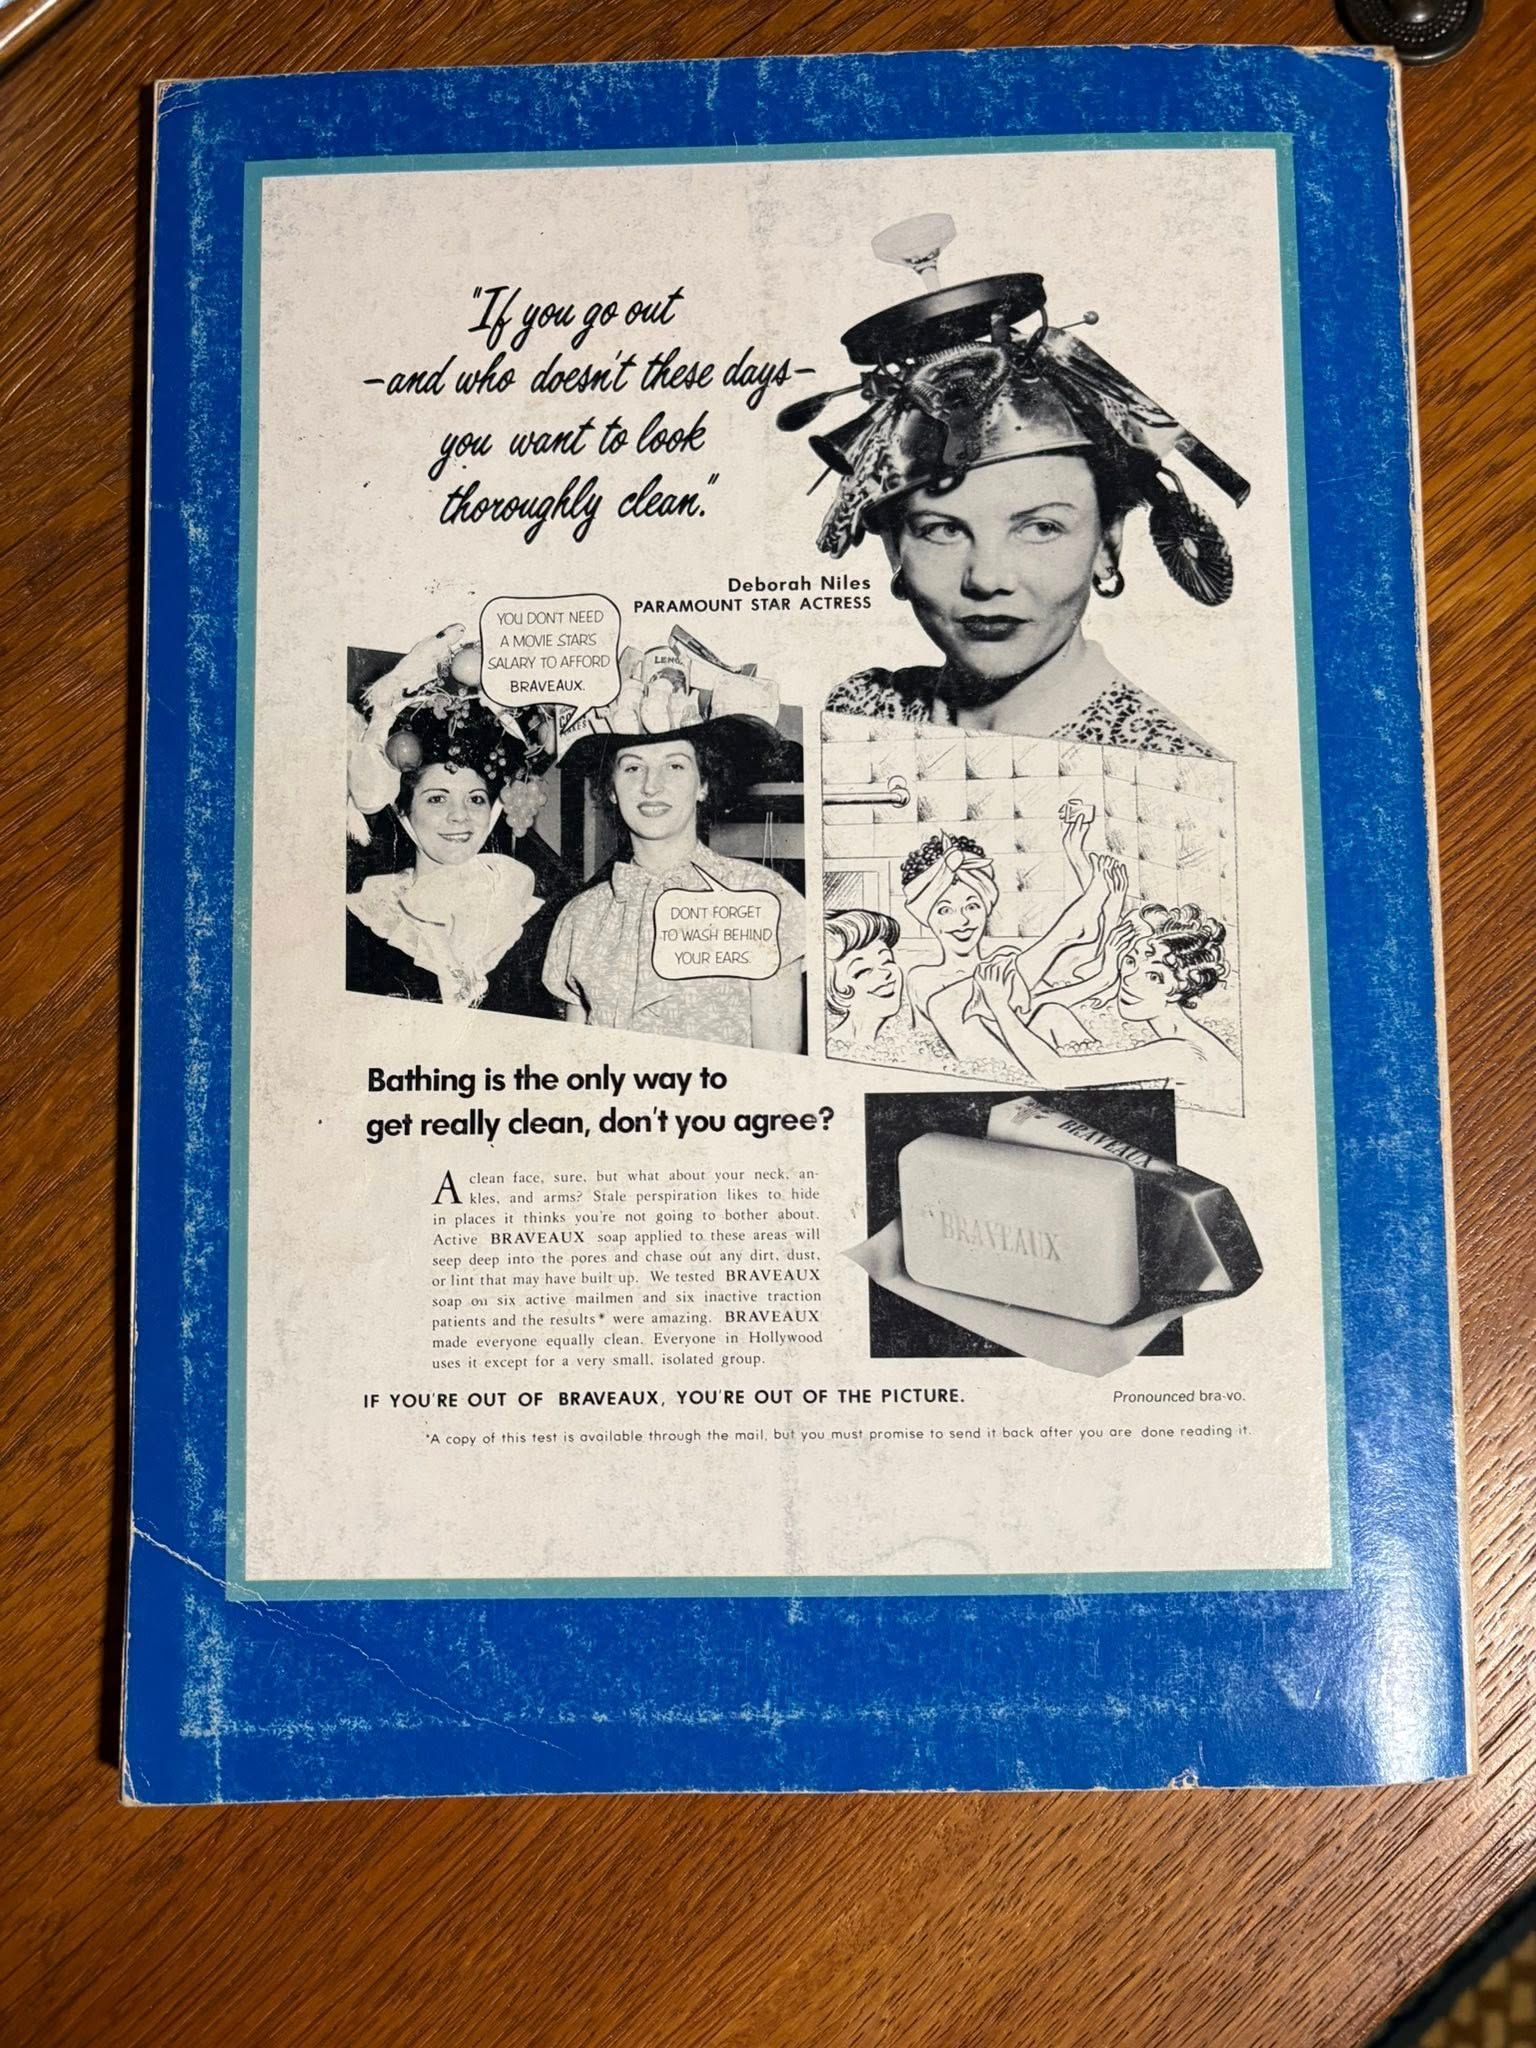 "If you go out
—and who doesn't these days—
you want to look
thoroughly clean."
Deborah Niles
PARAMOUNT STAR ACTRESS
YOU DON'T NEED
A MOVIE STAR'S
SALARY TO AFFORD
BRAVEAUX.
DON'T FORGET
TO WASH BEHIND
YOUR EARS.
Bathing is the only way to
get really clean, don't you agree?
A clean face, sure, but what about your neck, an-
kles, and arms? Stale perspiration likes to hide
in places it thinks you're not going to bother about.
Active BRAVEAUX soap applied to these areas will
seep deep into the pores and chase out any dirt, dust,
or lint that may have built up. We tested BRAVEAUX
soap on six active mailmen and six inactive traction
patients and the results* were amazing. BRAVEAUX
made everyone equally clean. Everyone in Hollywood
uses it except for a very small, isolated group.
BRAVEAUX
BRAVEAUX
IF YOU'RE OUT OF BRAVEAUX, YOU'RE OUT OF THE PICTURE.
Pronounced bra-vo.
*A copy of this test is available through the mail, but you must promise to send it back after you are done reading it.